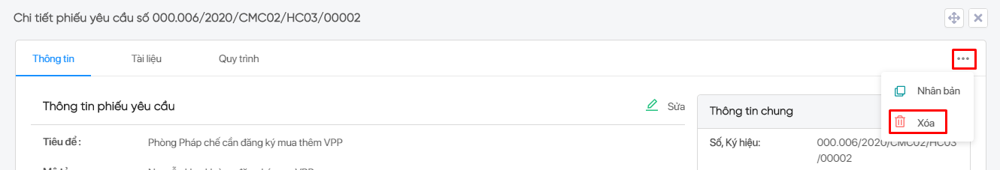 Chi tiết phiếu yêu cầu số 000.006/2020/CMC02/HC03/00002
Thông tin
Tài liệu
Quy trình
Nhân bản
Xóa
Thông tin phiếu yêu cầu
Sửa
Tiêu để :
Phòng Pháp chế cần đăng ký mua thêm VPP
Thông tin chung
Số, Ký hiệu:
000.006/2020/CMC02/HC03
/00002